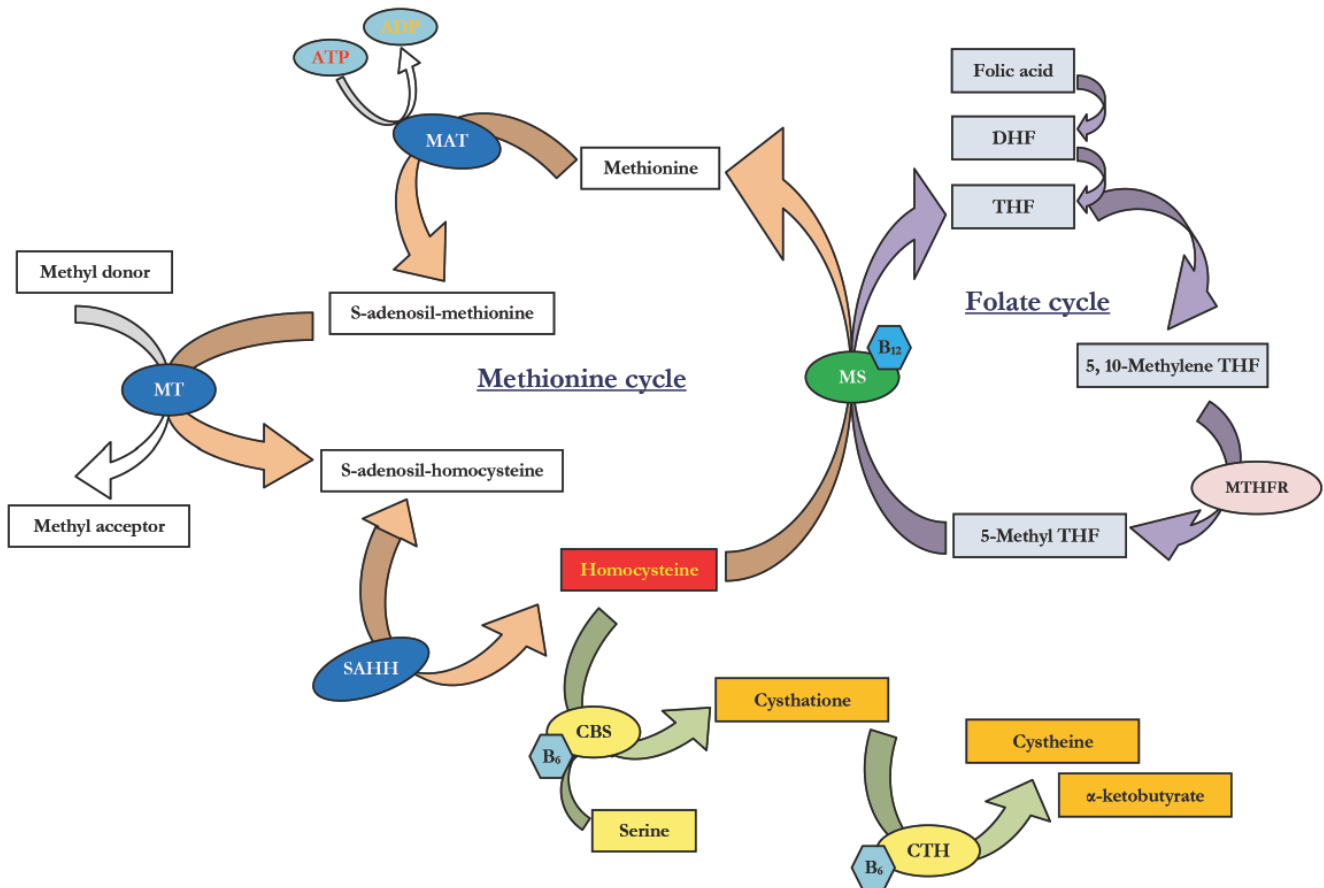 ADP
ATP
Folic acid
MAT
DHF
Methionine
THF
Methyl donor
S-adenosil-methionine
Folate cycle
B₁₂
5, 10-Methylene THF
MT
Methionine cycle
MS
S-adenosil-homocysteine
MTHFR
Methyl acceptor
5-Methyl THF
Homocysteine
SAHH
Cysthatione
CBS
B₆
Cystheine
α-ketobutyrate
Serine
CTH
B₆